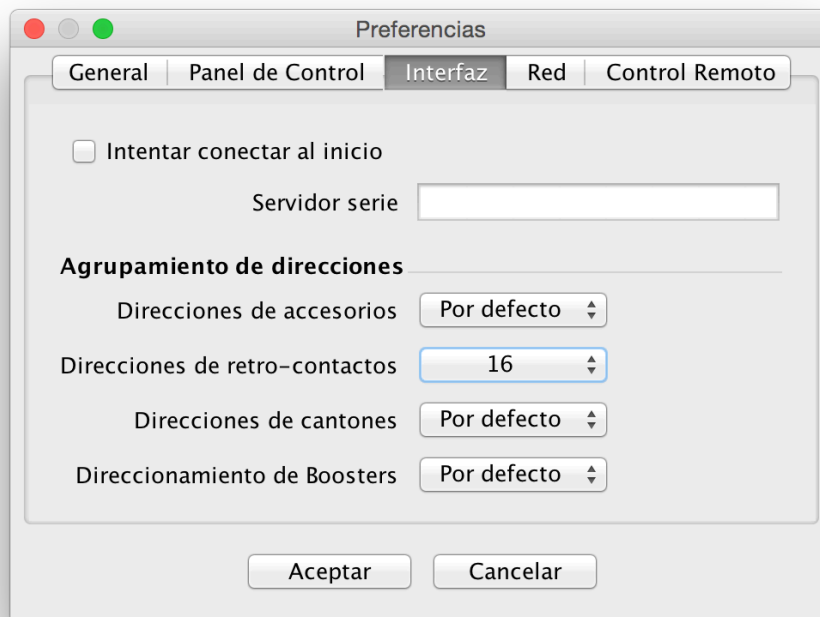 Preferencias
General Panel de Control Interfaz Red Control Remoto
Intentar conectar al inicio
Servidor serie
Agrupamiento de direcciones
Direcciones de accesorios Por defecto
Direcciones de retro-contactos 16
Direcciones de cantones Por defecto
Direccionamiento de Boosters Por defecto
Aceptar Cancelar